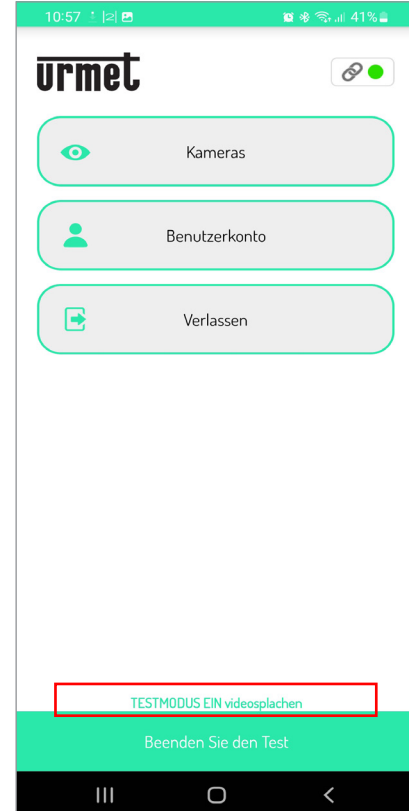 10:57
41%
urmet
Kameras
Benutzerkonto
Verlassen
TESTMODUS EIN videosplachen
Beenden Sie den Test